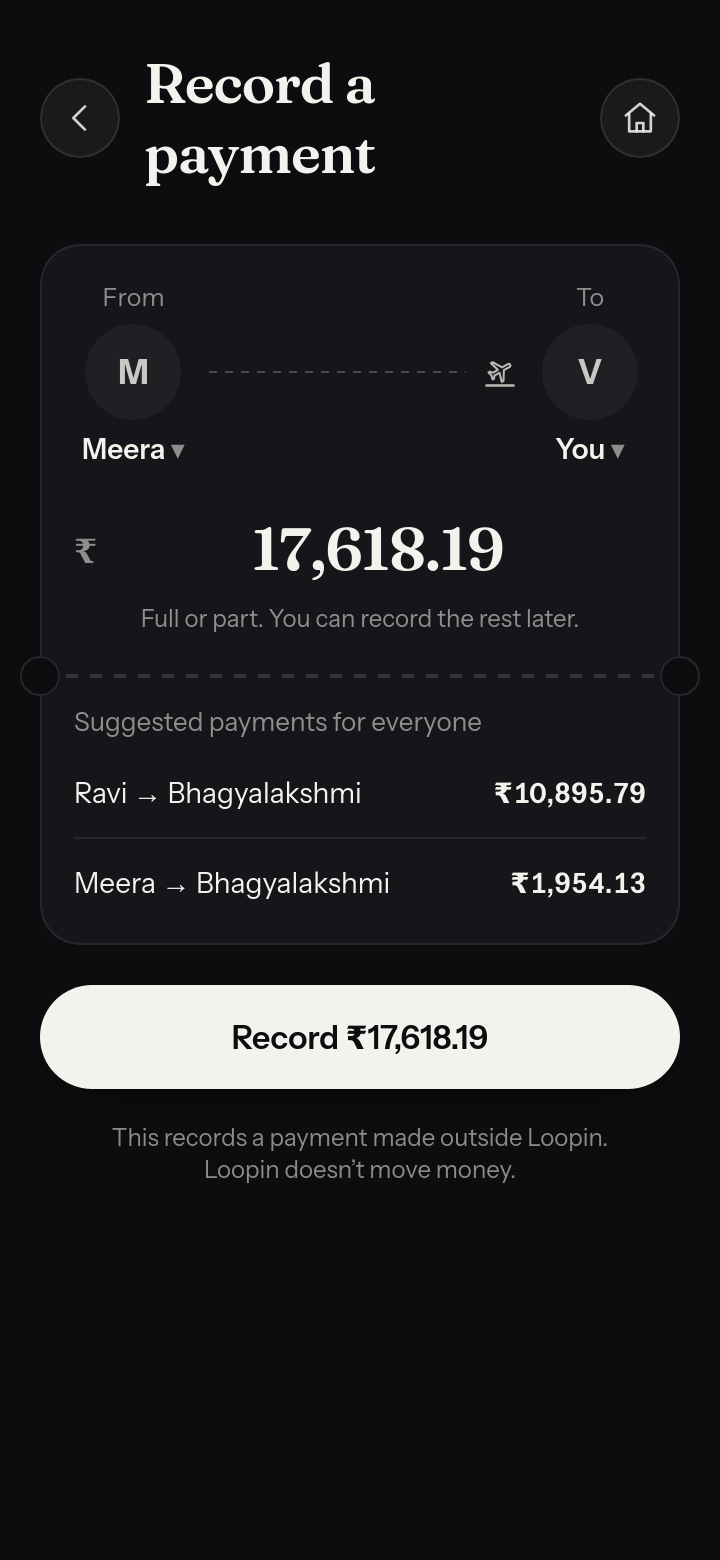 Record a
payment
From
To
M
V
Meera ▾
You ▾
₹ 17,618.19
Full or part. You can record the rest later.
Suggested payments for everyone
Ravi → Bhagyalakshmi ₹10,895.79
Meera → Bhagyalakshmi ₹1,954.13
Record ₹17,618.19
This records a payment made outside Loopin.
Loopin doesn’t move money.